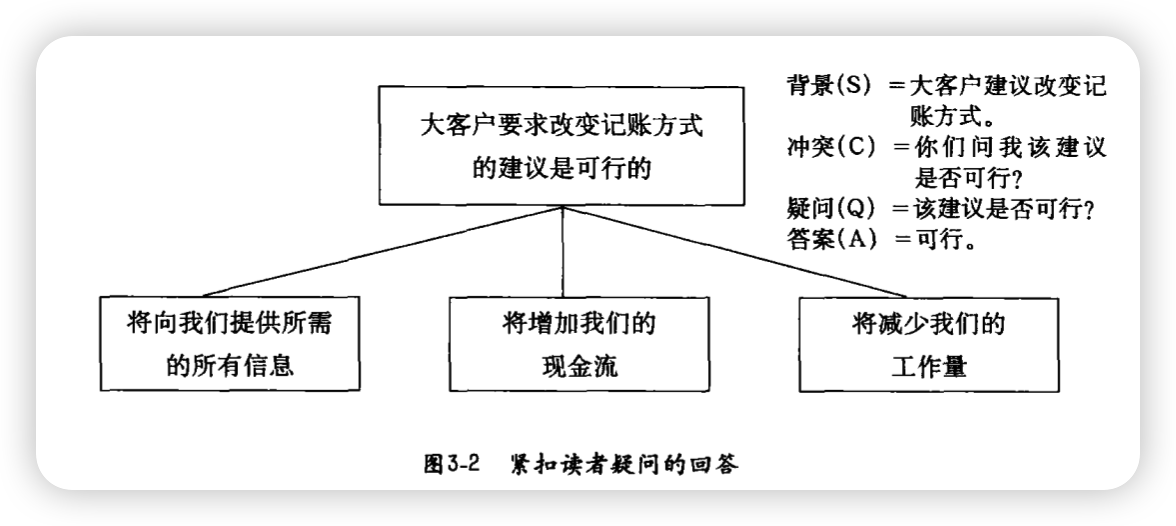 大客户要求改变记账方式
的建议是可行的
背景(S) =大客户建议改变记
账方式。
冲突(C) =你们问我该建议
是否可行?
疑问(Q) =该建议是否可行?
答案(A) =可行。
将向我们提供所需
的所有信息
将增加我们的
现金流
将减少我们的
工作量
图3-2 紧扣读者疑问的回答